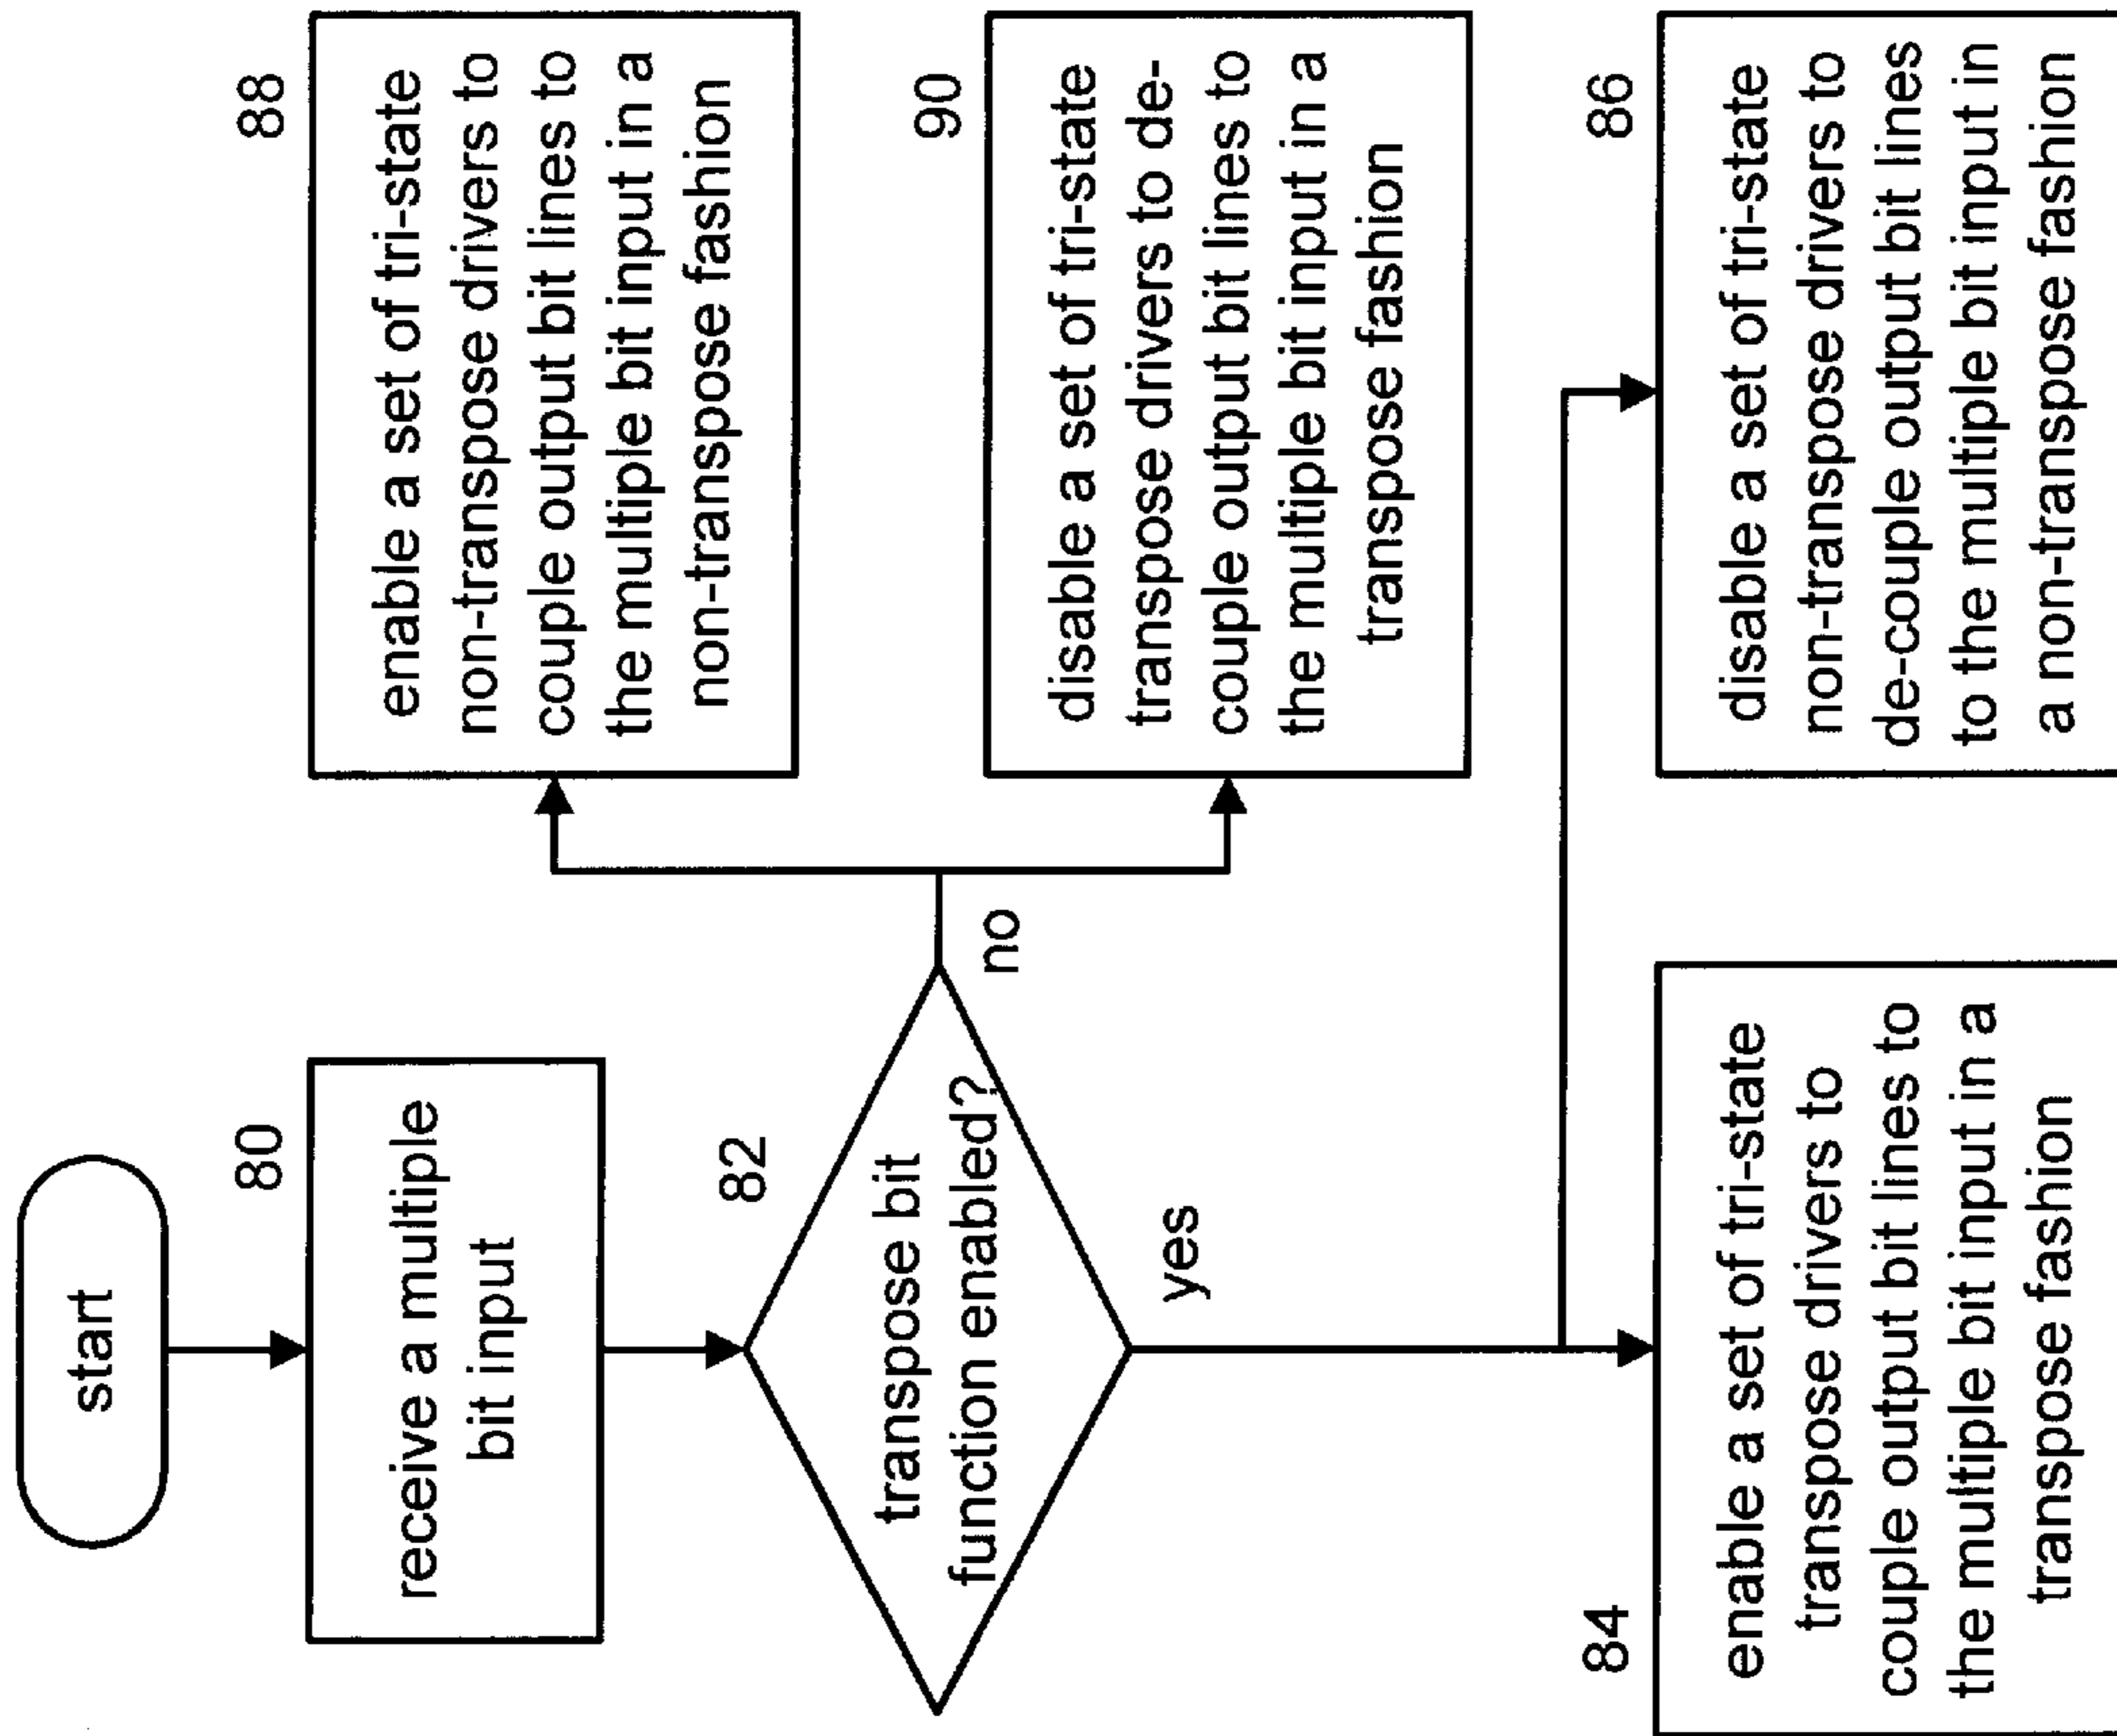 start
80
receive a multiple
bit input
82
transpose bit
function enabled?
no
yes
88
enable a set of tri-state
non-transpose drivers to
couple output bit lines to
the multiple bit input in a
non-transpose fashion
90
disable a set of tri-state
transpose drivers to de-
couple output bit lines to
the multiple bit input in a
transpose fashion
84
enable a set of tri-state
transpose drivers to
couple output bit lines to
the multiple bit input in a
transpose fashion
86
disable a set of tri-state
non-transpose drivers to
de-couple output bit lines
to the multiple bit input in
a non-transpose fashion